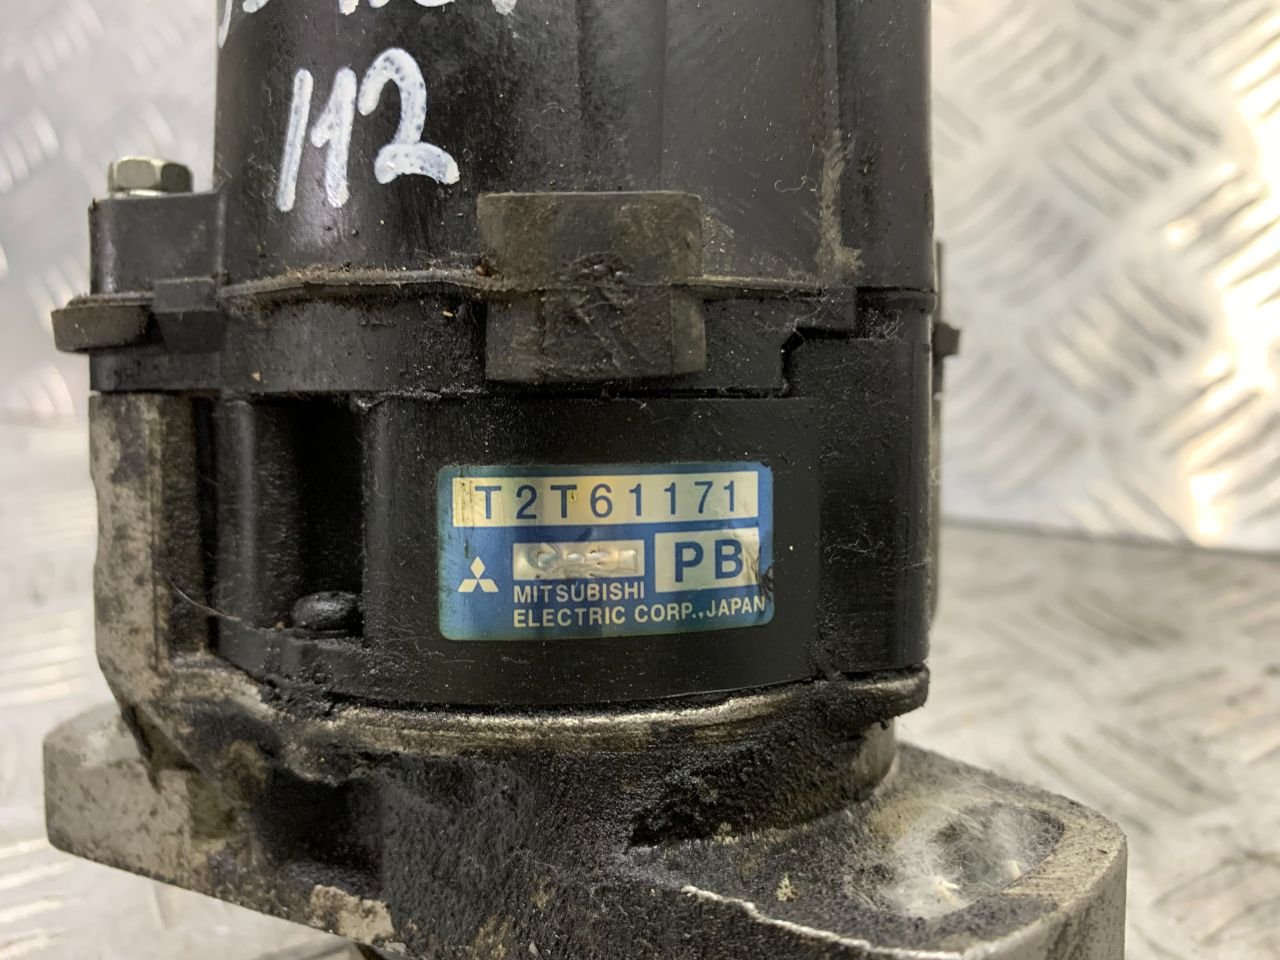 112
T2T61171
PB
MITSUBISHI
ELECTRIC CORP., JAPAN